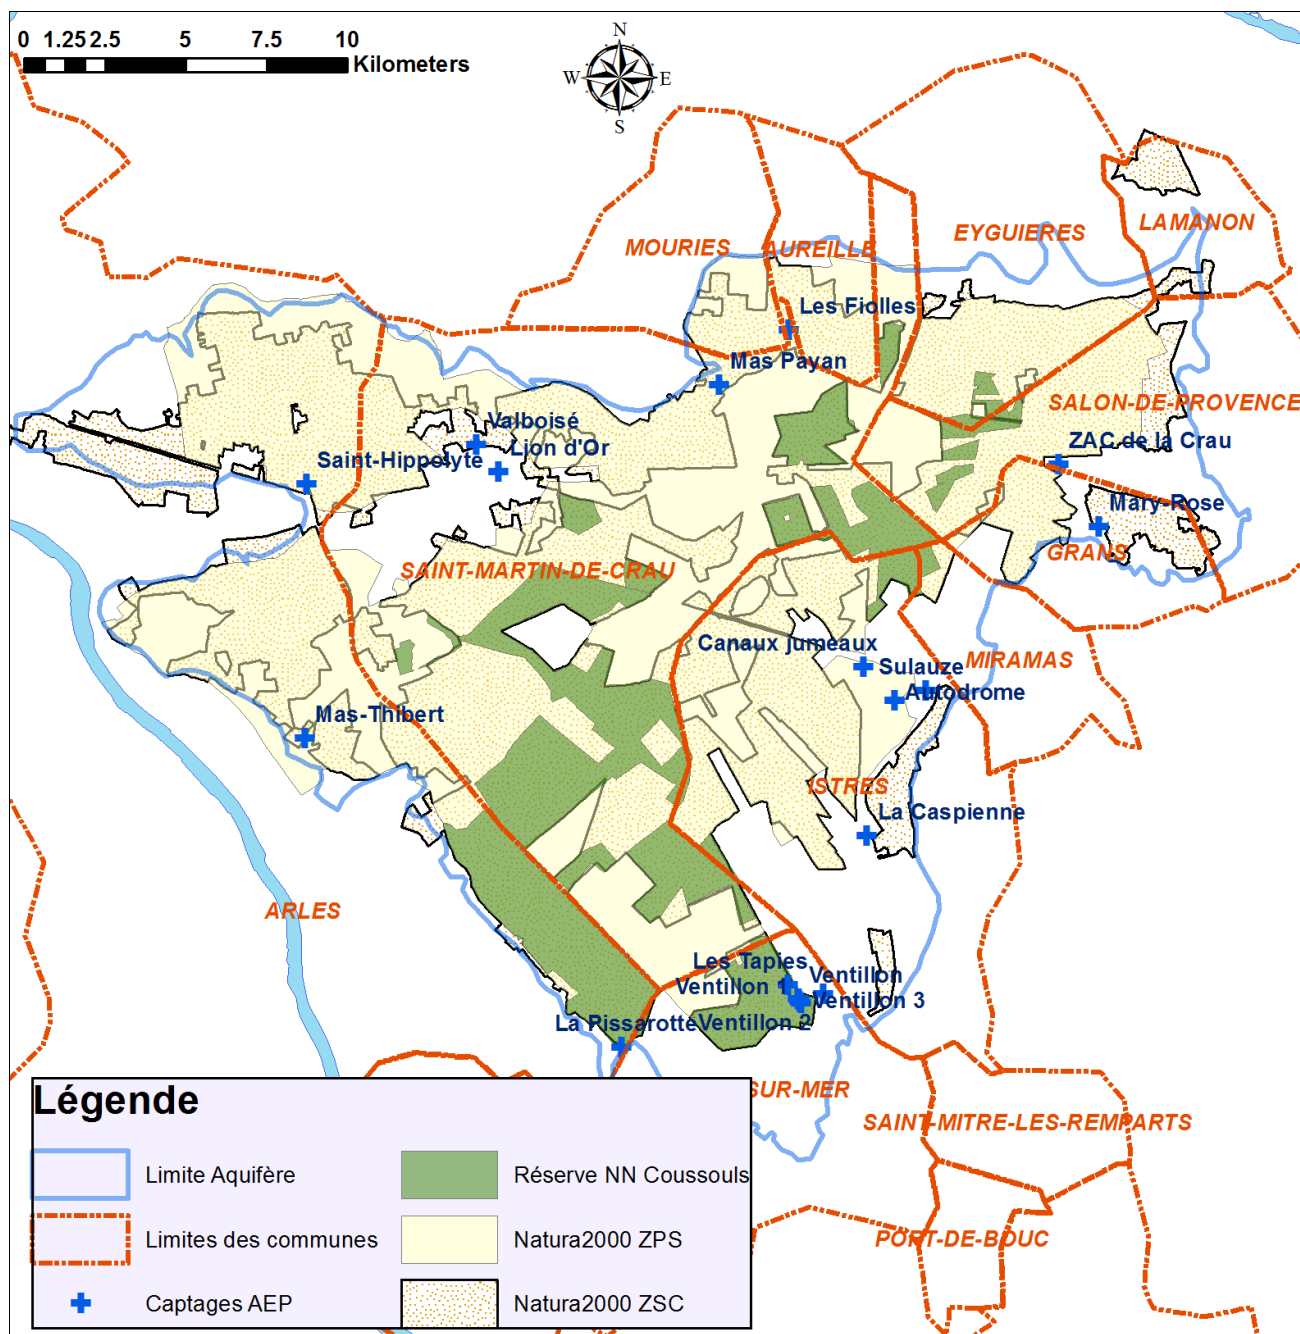 0 1.25 2.5 5 7.5 10
Kilometers
N
W E
S
LAMANON
EYGUIERES
MOURIES
AUREILLE
Les Fiolles
Mas Payan
SALON-DE-PROVENCE
Valboisé
ZAC de la Crau
Lion d'Or
Saint-Hippolyte
Mary-Rose
GRANS
SAINT-MARTIN-DE-CRAU
Canaux jumeaux
MIRAMAS
Sulauze
Autodrome
Mas-Thibert
ISTRES
La Caspienne
ARLES
Les Tapies
Ventillon
Ventillon 1
Ventillon 3
La Pissarotte
Ventillon 2
SUR-MER
SAINT-MITRE-LES-REMPARTS
PORT-DE-BOUC
Légende
Limite Aquifère
Réserve NN Coussouls
Limites des communes
Natura2000 ZPS
Captages AEP
Natura2000 ZSC